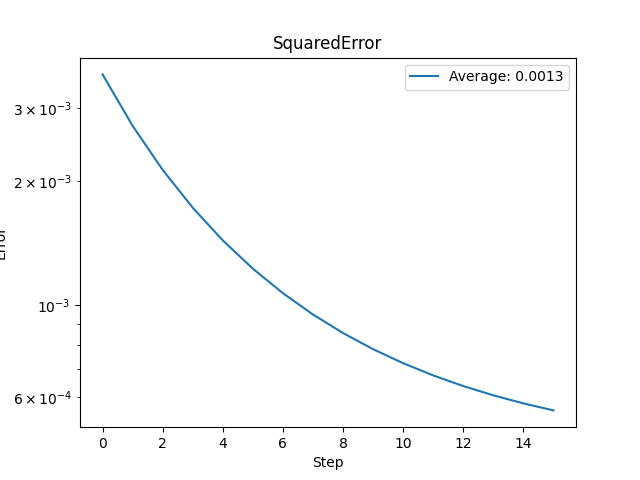 SquaredError
Average: 0.0013
3 × 10⁻³
2 × 10⁻³
10⁻³
6 × 10⁻⁴
Error
0 2 4 6 8 10 12 14
Step